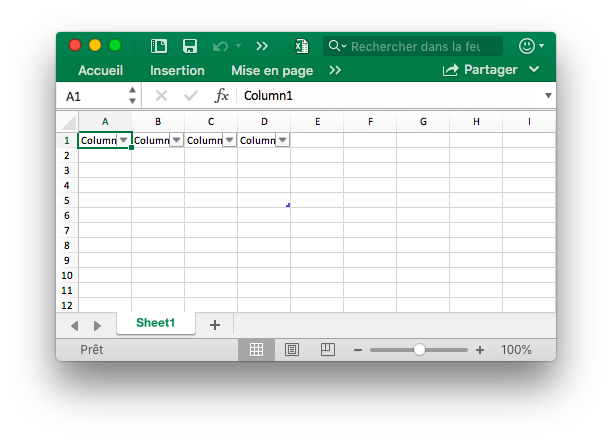 Rechercher dans la feu
Accueil Insertion Mise en page >> Partager
A1 fx Column1
A B C D E F G H I
1 Column Column Column Column
2
3
4
5
6
7
8
9
10
11
12
Sheet1 +
Prêt − + 100%